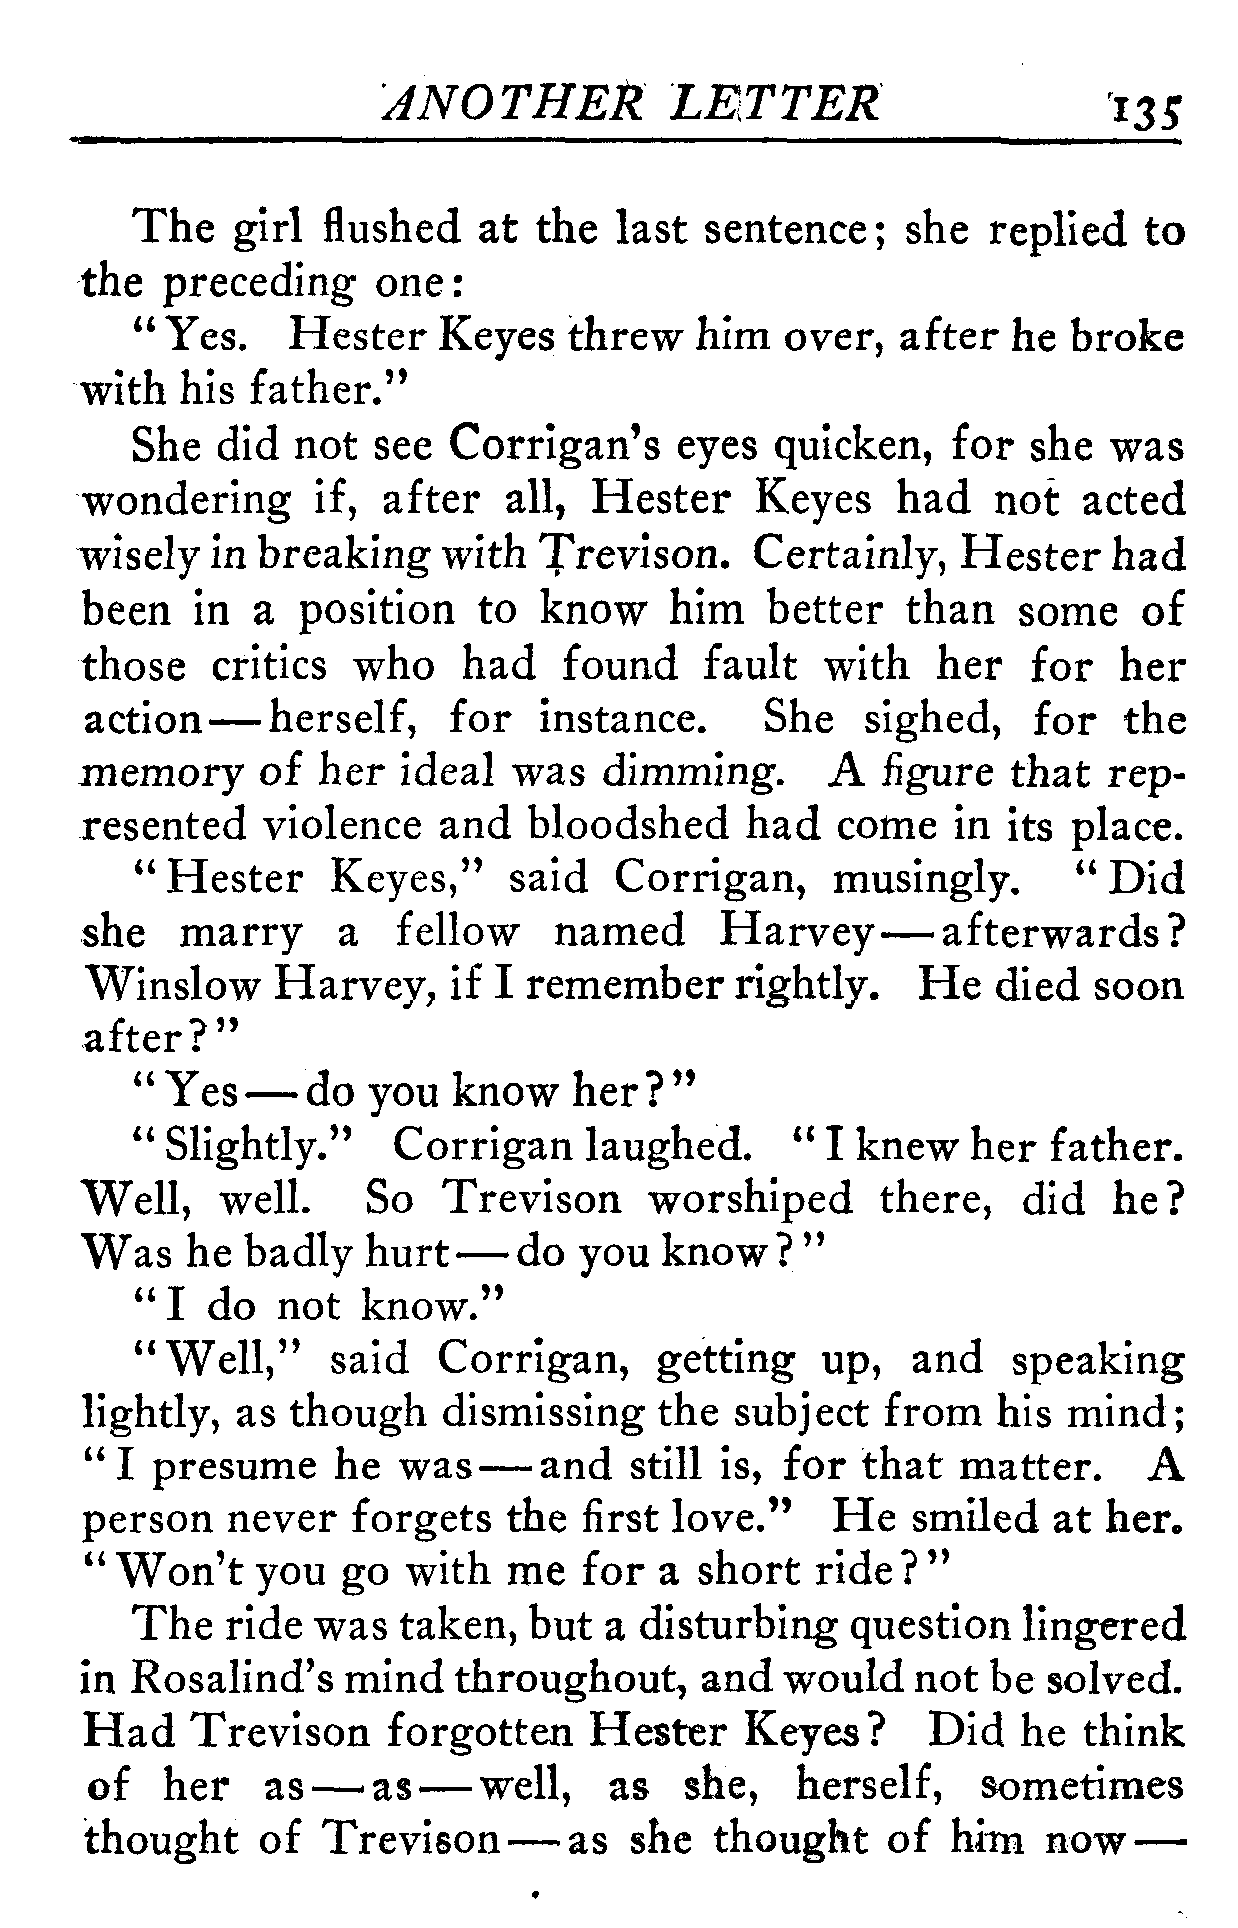 ANOTHER LETTER 135
The girl flushed at the last sentence; she replied to
the preceding one:
"Yes. Hester Keyes threw him over, after he broke
with his father."
She did not see Corrigan's eyes quicken, for she was
wondering if, after all, Hester Keyes had not acted
wisely in breaking with Trevison. Certainly, Hester had
been in a position to know him better than some of
those critics who had found fault with her for her
action—herself, for instance. She sighed, for the
memory of her ideal was dimming. A figure that rep-
resented violence and bloodshed had come in its place.
"Hester Keyes," said Corrigan, musingly. "Did
she marry a fellow named Harvey—afterwards?
Winslow Harvey, if I remember rightly. He died soon
after?"
"Yes—do you know her?"
"Slightly." Corrigan laughed. "I knew her father.
Well, well. So Trevison worshiped there, did he?
Was he badly hurt—do you know?"
"I do not know."
"Well," said Corrigan, getting up, and speaking
lightly, as though dismissing the subject from his mind;
"I presume he was—and still is, for that matter. A
person never forgets the first love." He smiled at her.
"Won't you go with me for a short ride?"
The ride was taken, but a disturbing question lingered
in Rosalind's mind throughout, and would not be solved.
Had Trevison forgotten Hester Keyes? Did he think
of her as—as—well, as she, herself, sometimes
thought of Trevison—as she thought of him now—